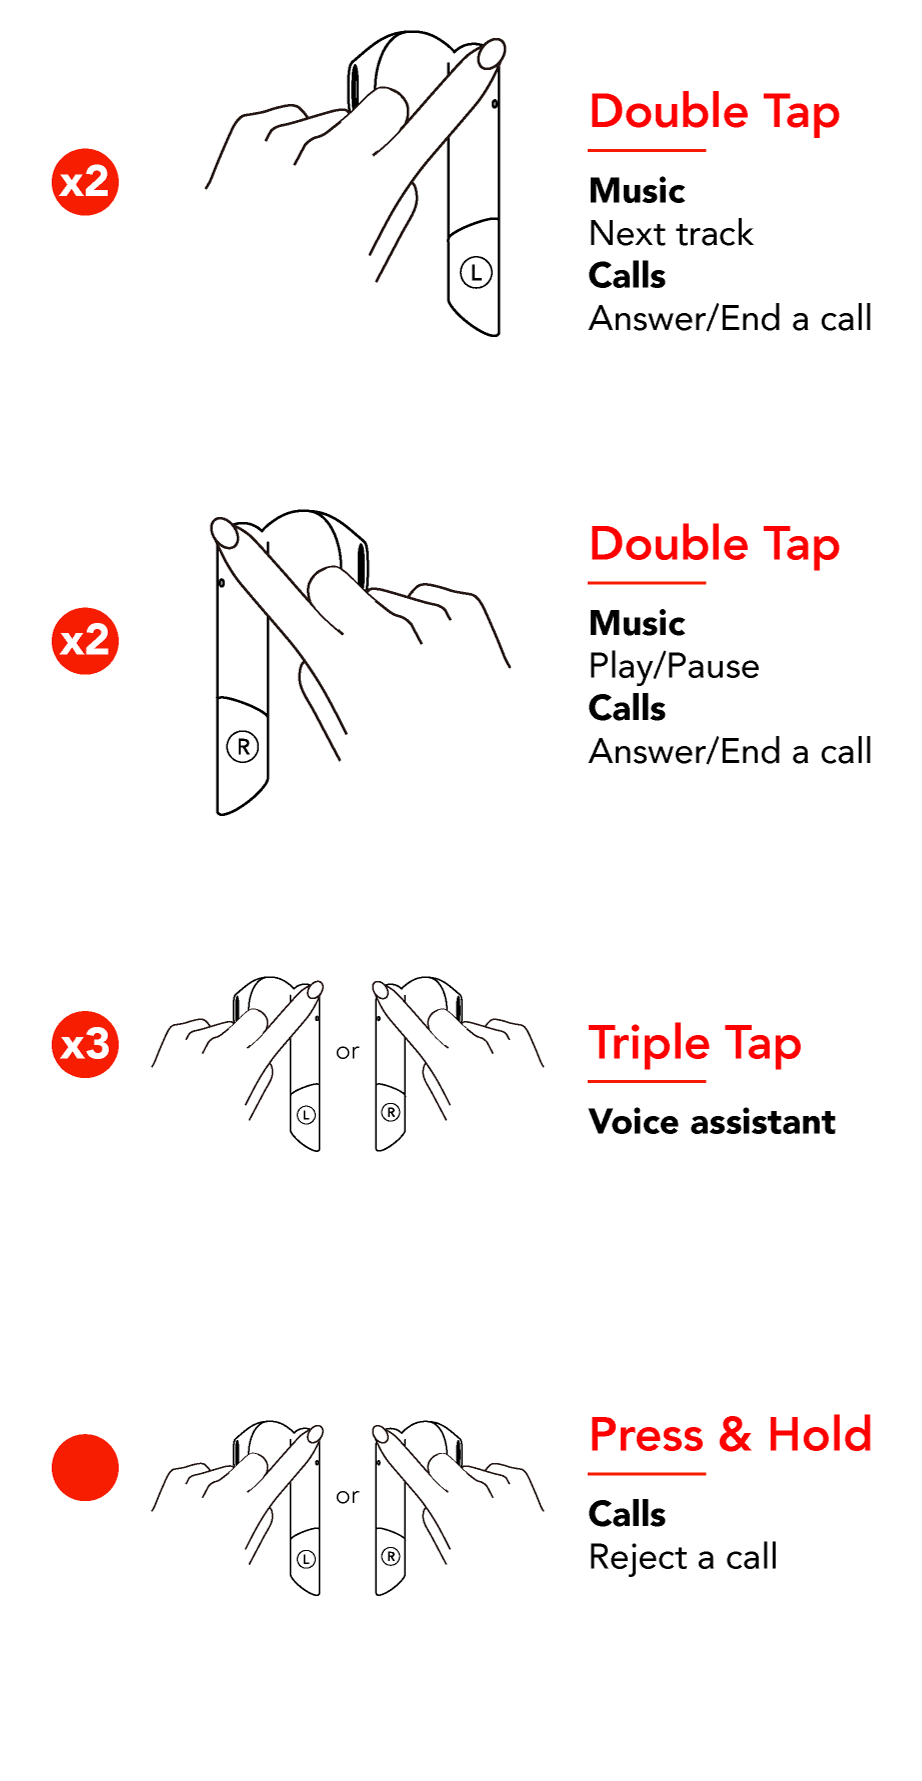 Double Tap
x2
Music
Next track
Calls
L
Answer/End a call
Double Tap
x2
Music
Play/Pause
Calls
R
Answer/End a call
Triple Tap
x3
or
L
R
Voice assistant
Press & Hold
or
L
R
Calls
Reject a call